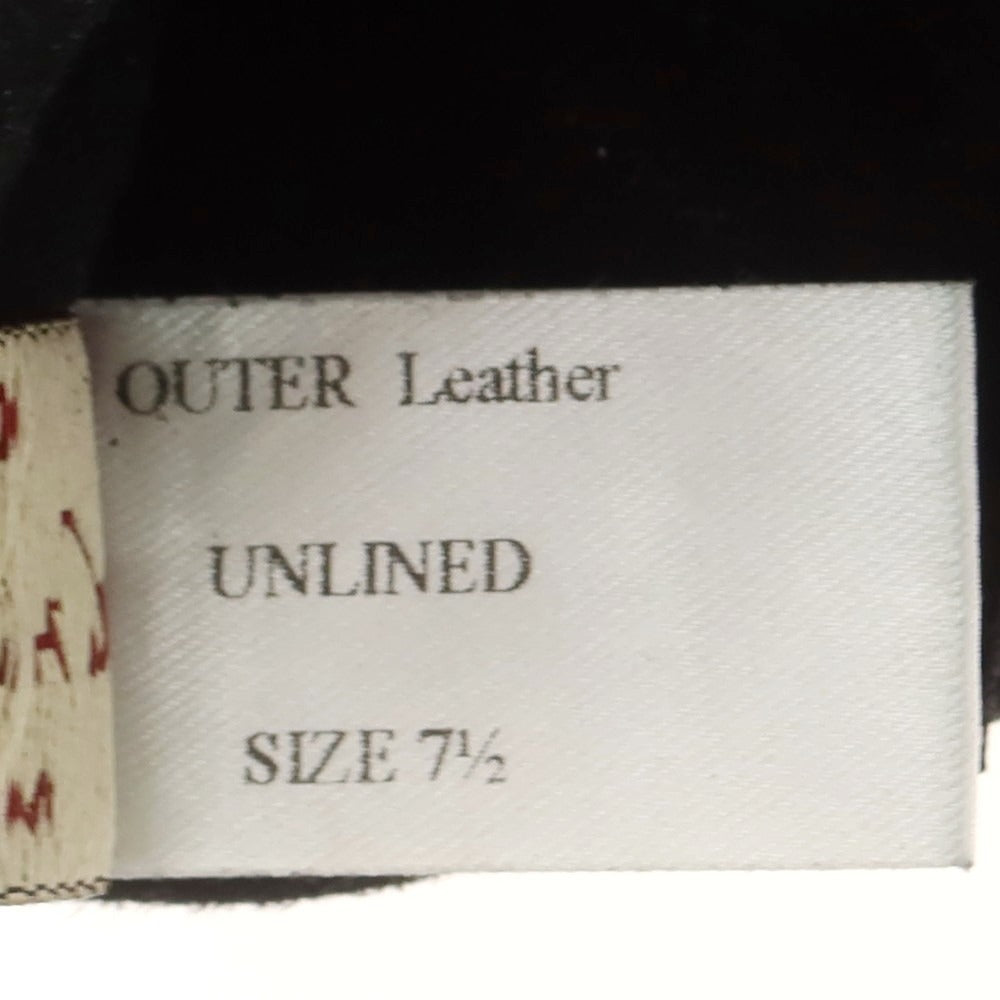 OUTER Leather
UNLINED
SIZE 7½